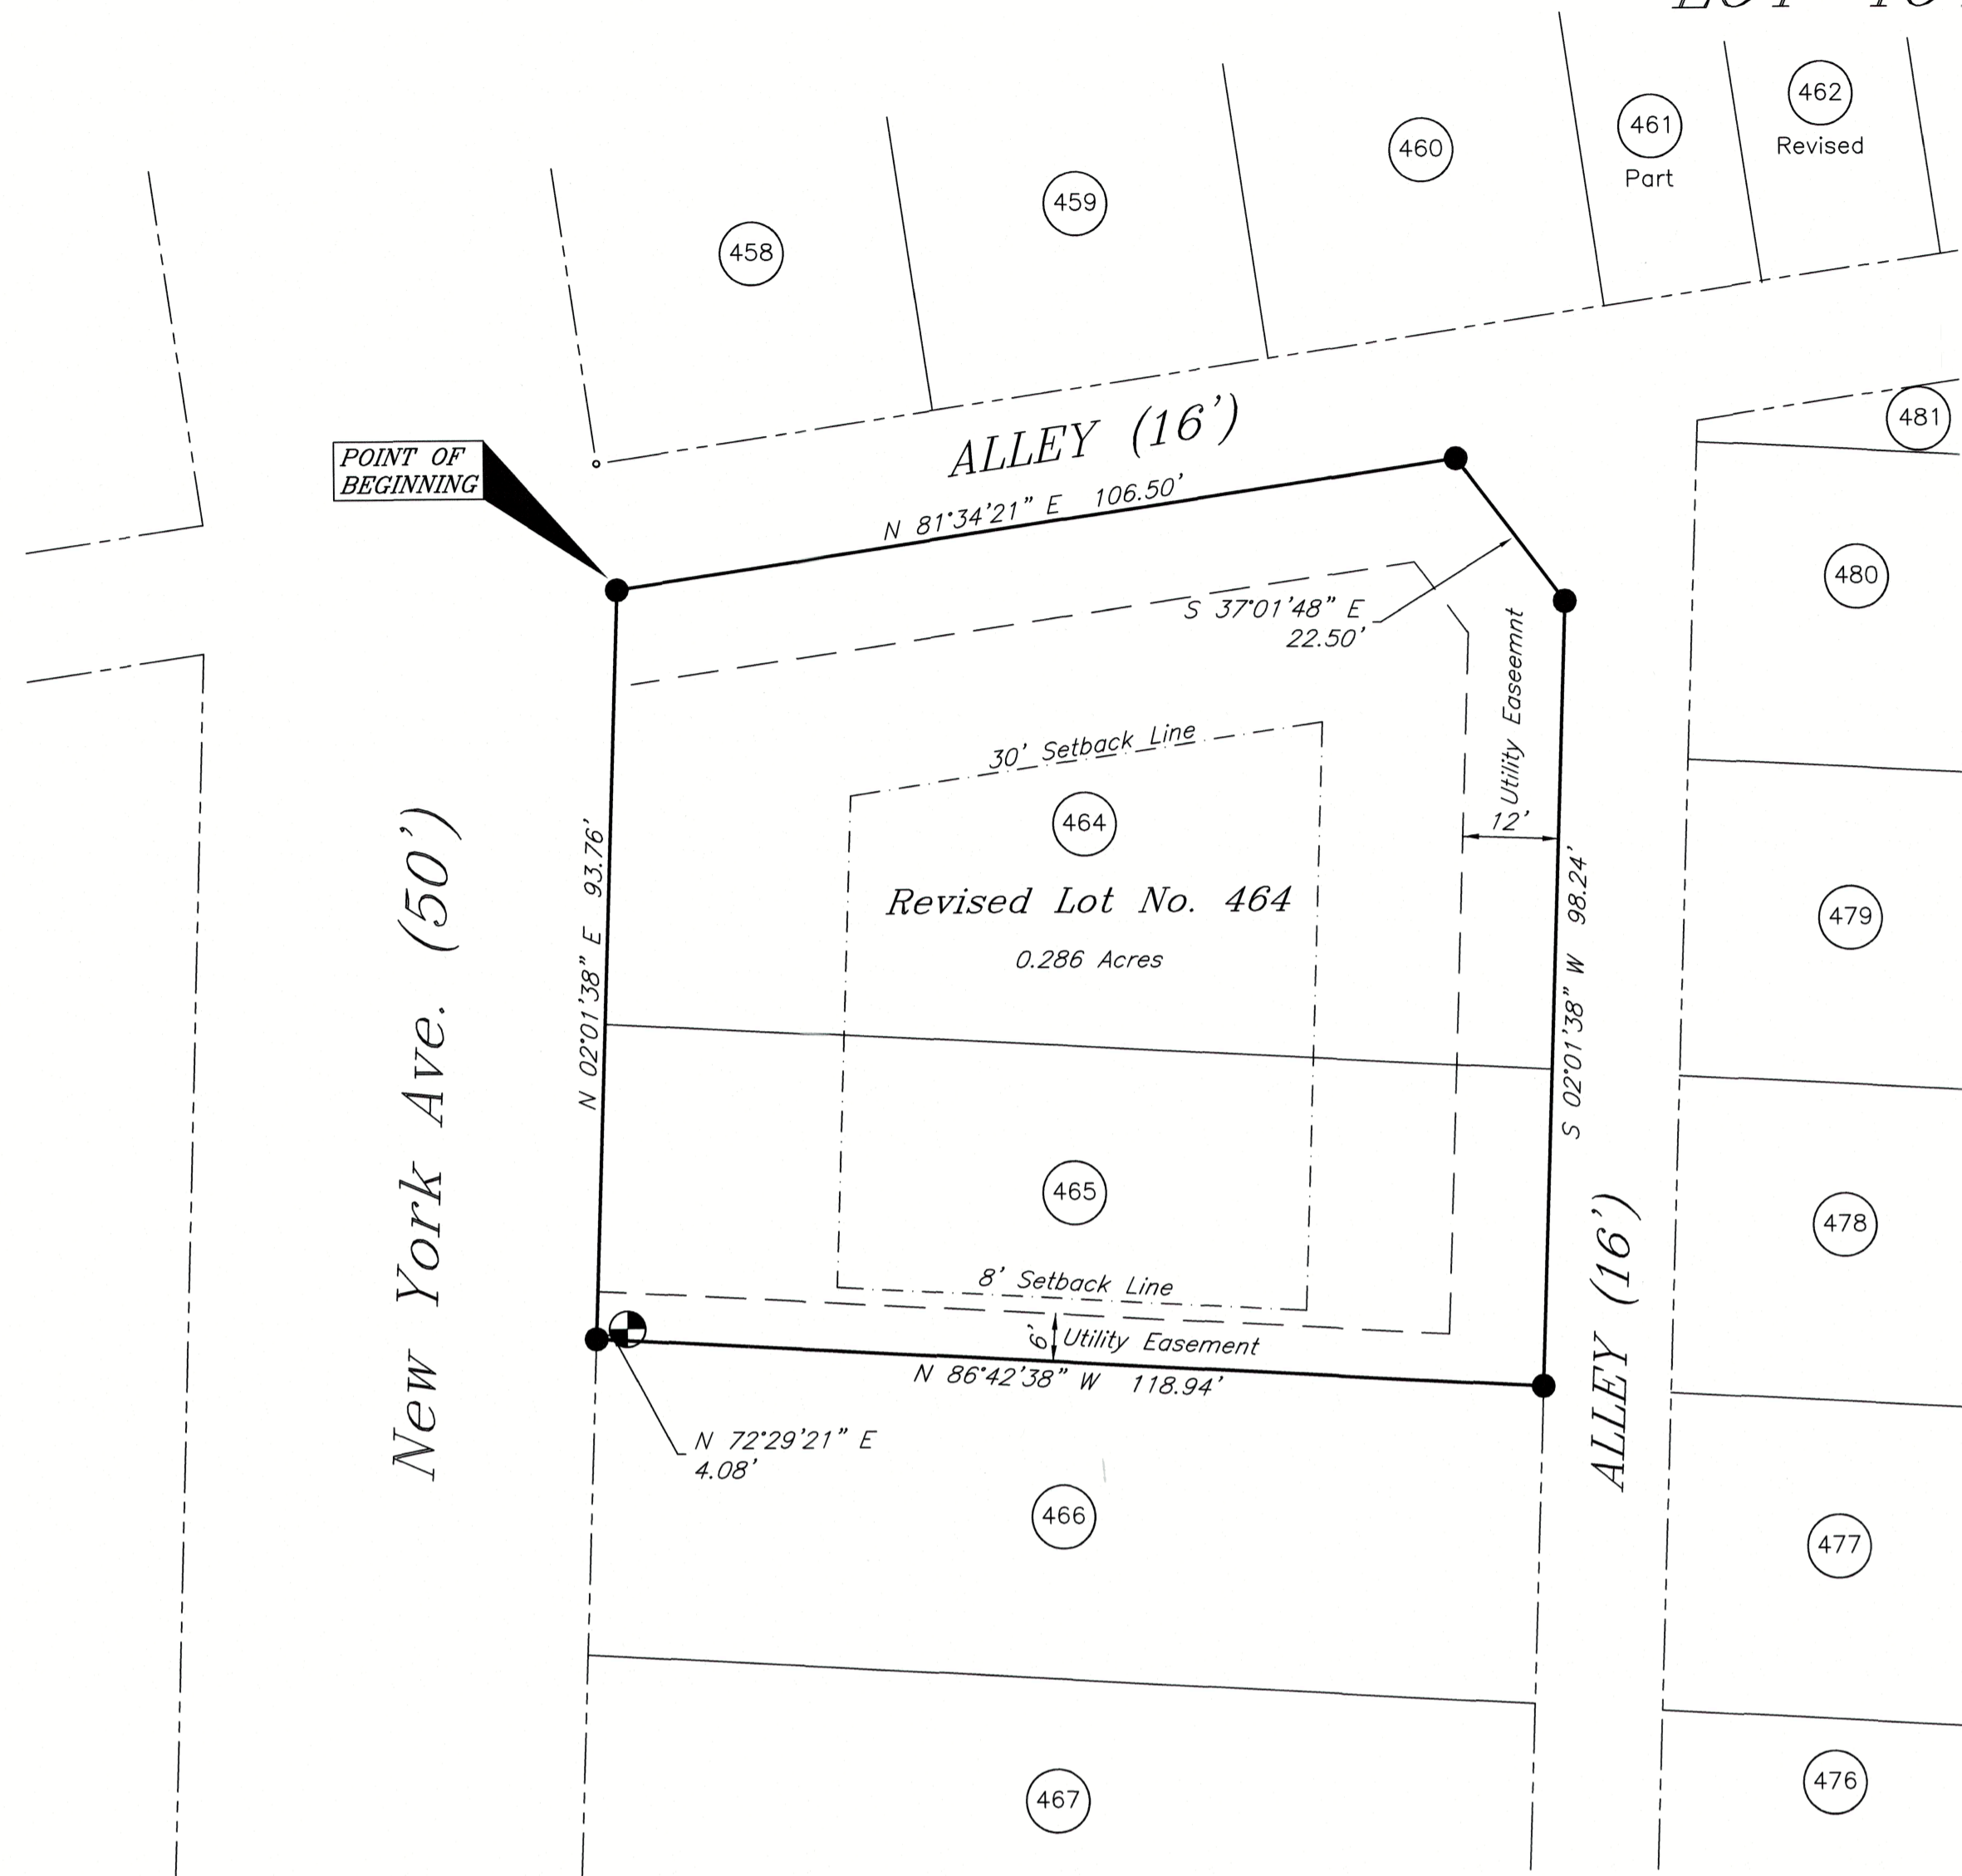 462
Revised
461
Part
460
459
458
481
ALLEY (16')
POINT OF
BEGINNING
N 81°34'21" E 106.50'
480
S 37°01'48" E
22.50'
Utility Easeemnt
12'
30' Setback Line
464
Revised Lot No. 464
0.286 Acres
New York Ave. (50')
N 02°01'38" E 93.76'
S 02°01'38" W 98.24'
479
465
478
ALLEY (16')
8' Setback Line
6'
Utility Easement
N 86°42'38" W 118.94'
N 72°29'21" E
4.08'
466
477
467
476